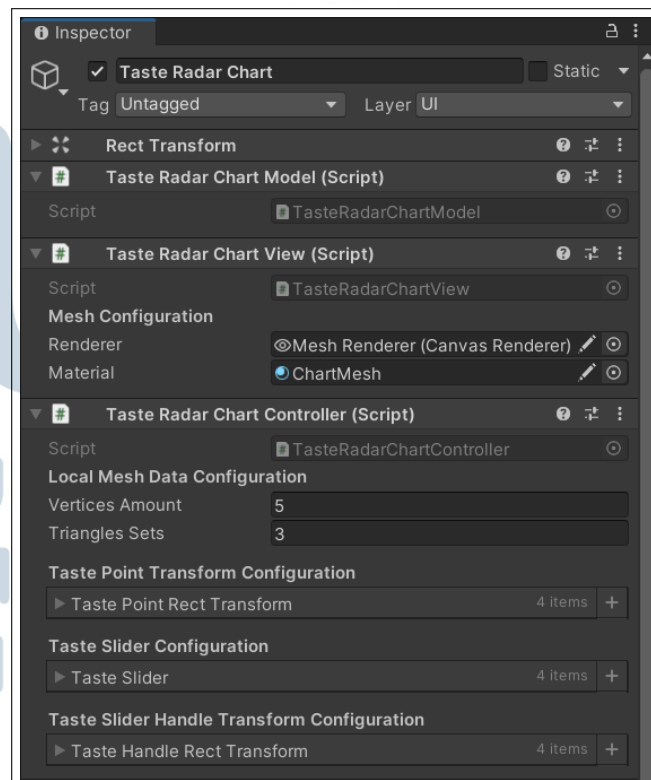 Inspector
Taste Radar Chart Static
Tag Untagged Layer UI
Rect Transform
Taste Radar Chart Model (Script)
Script TasteRadarChartModel
Taste Radar Chart View (Script)
Script TasteRadarChartView
Mesh Configuration
Renderer Mesh Renderer (Canvas Renderer)
Material ChartMesh
Taste Radar Chart Controller (Script)
Script TasteRadarChartController
Local Mesh Data Configuration
Vertices Amount 5
Triangles Sets 3
Taste Point Transform Configuration
Taste Point Rect Transform 4 items +
Taste Slider Configuration
Taste Slider 4 items +
Taste Slider Handle Transform Configuration
Taste Handle Rect Transform 4 items +